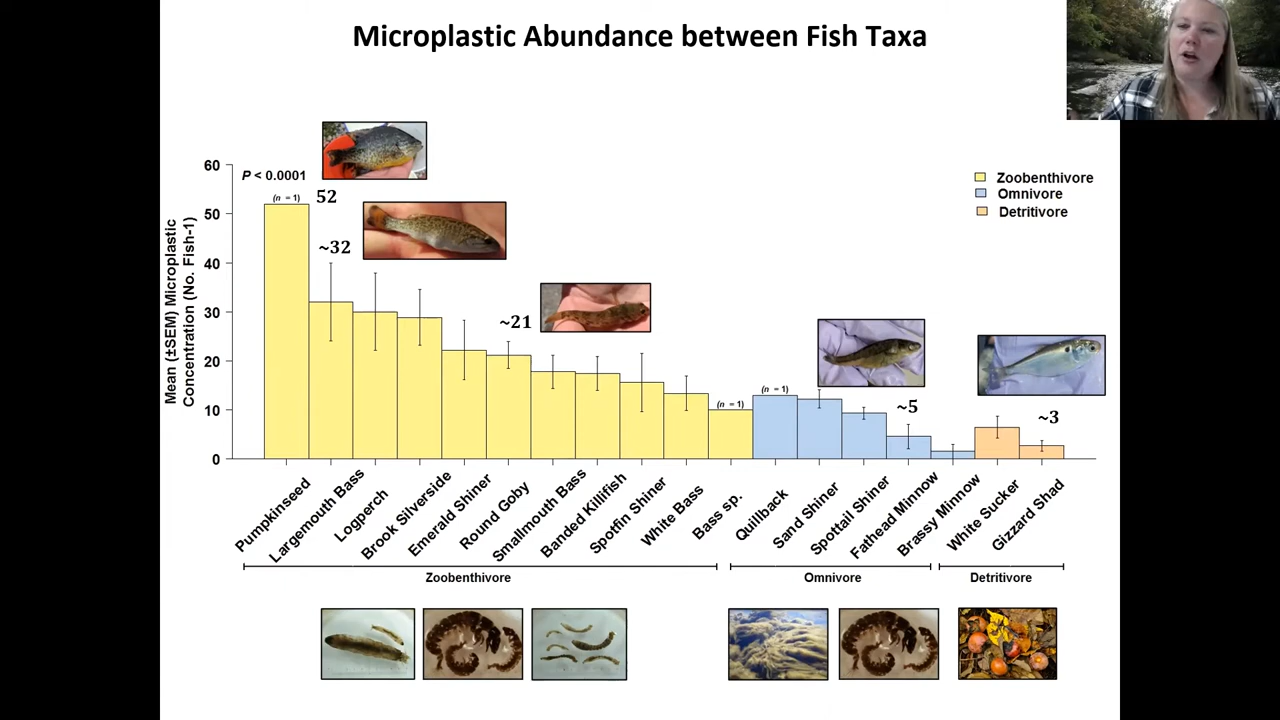 Microplastic Abundance between Fish Taxa
Mean (±SEM) Microplastic
Concentration (No. Fish-1)
60
50
40
30
20
10
0
P < 0.0001
(n = 1)
52
~32
~21
(n = 1)
(n = 1)
~5
~3
Zoobenthivore
Omnivore
Detritivore
Pumpkinseed
Largemouth Bass
Logperch
Brook Silverside
Emerald Shiner
Round Goby
Smallmouth Bass
Banded Killifish
Spotfin Shiner
White Bass
Bass sp.
Quillback
Sand Shiner
Spottail Shiner
Fathead Minnow
Brassy Minnow
White Sucker
Gizzard Shad
Zoobenthivore
Omnivore
Detritivore